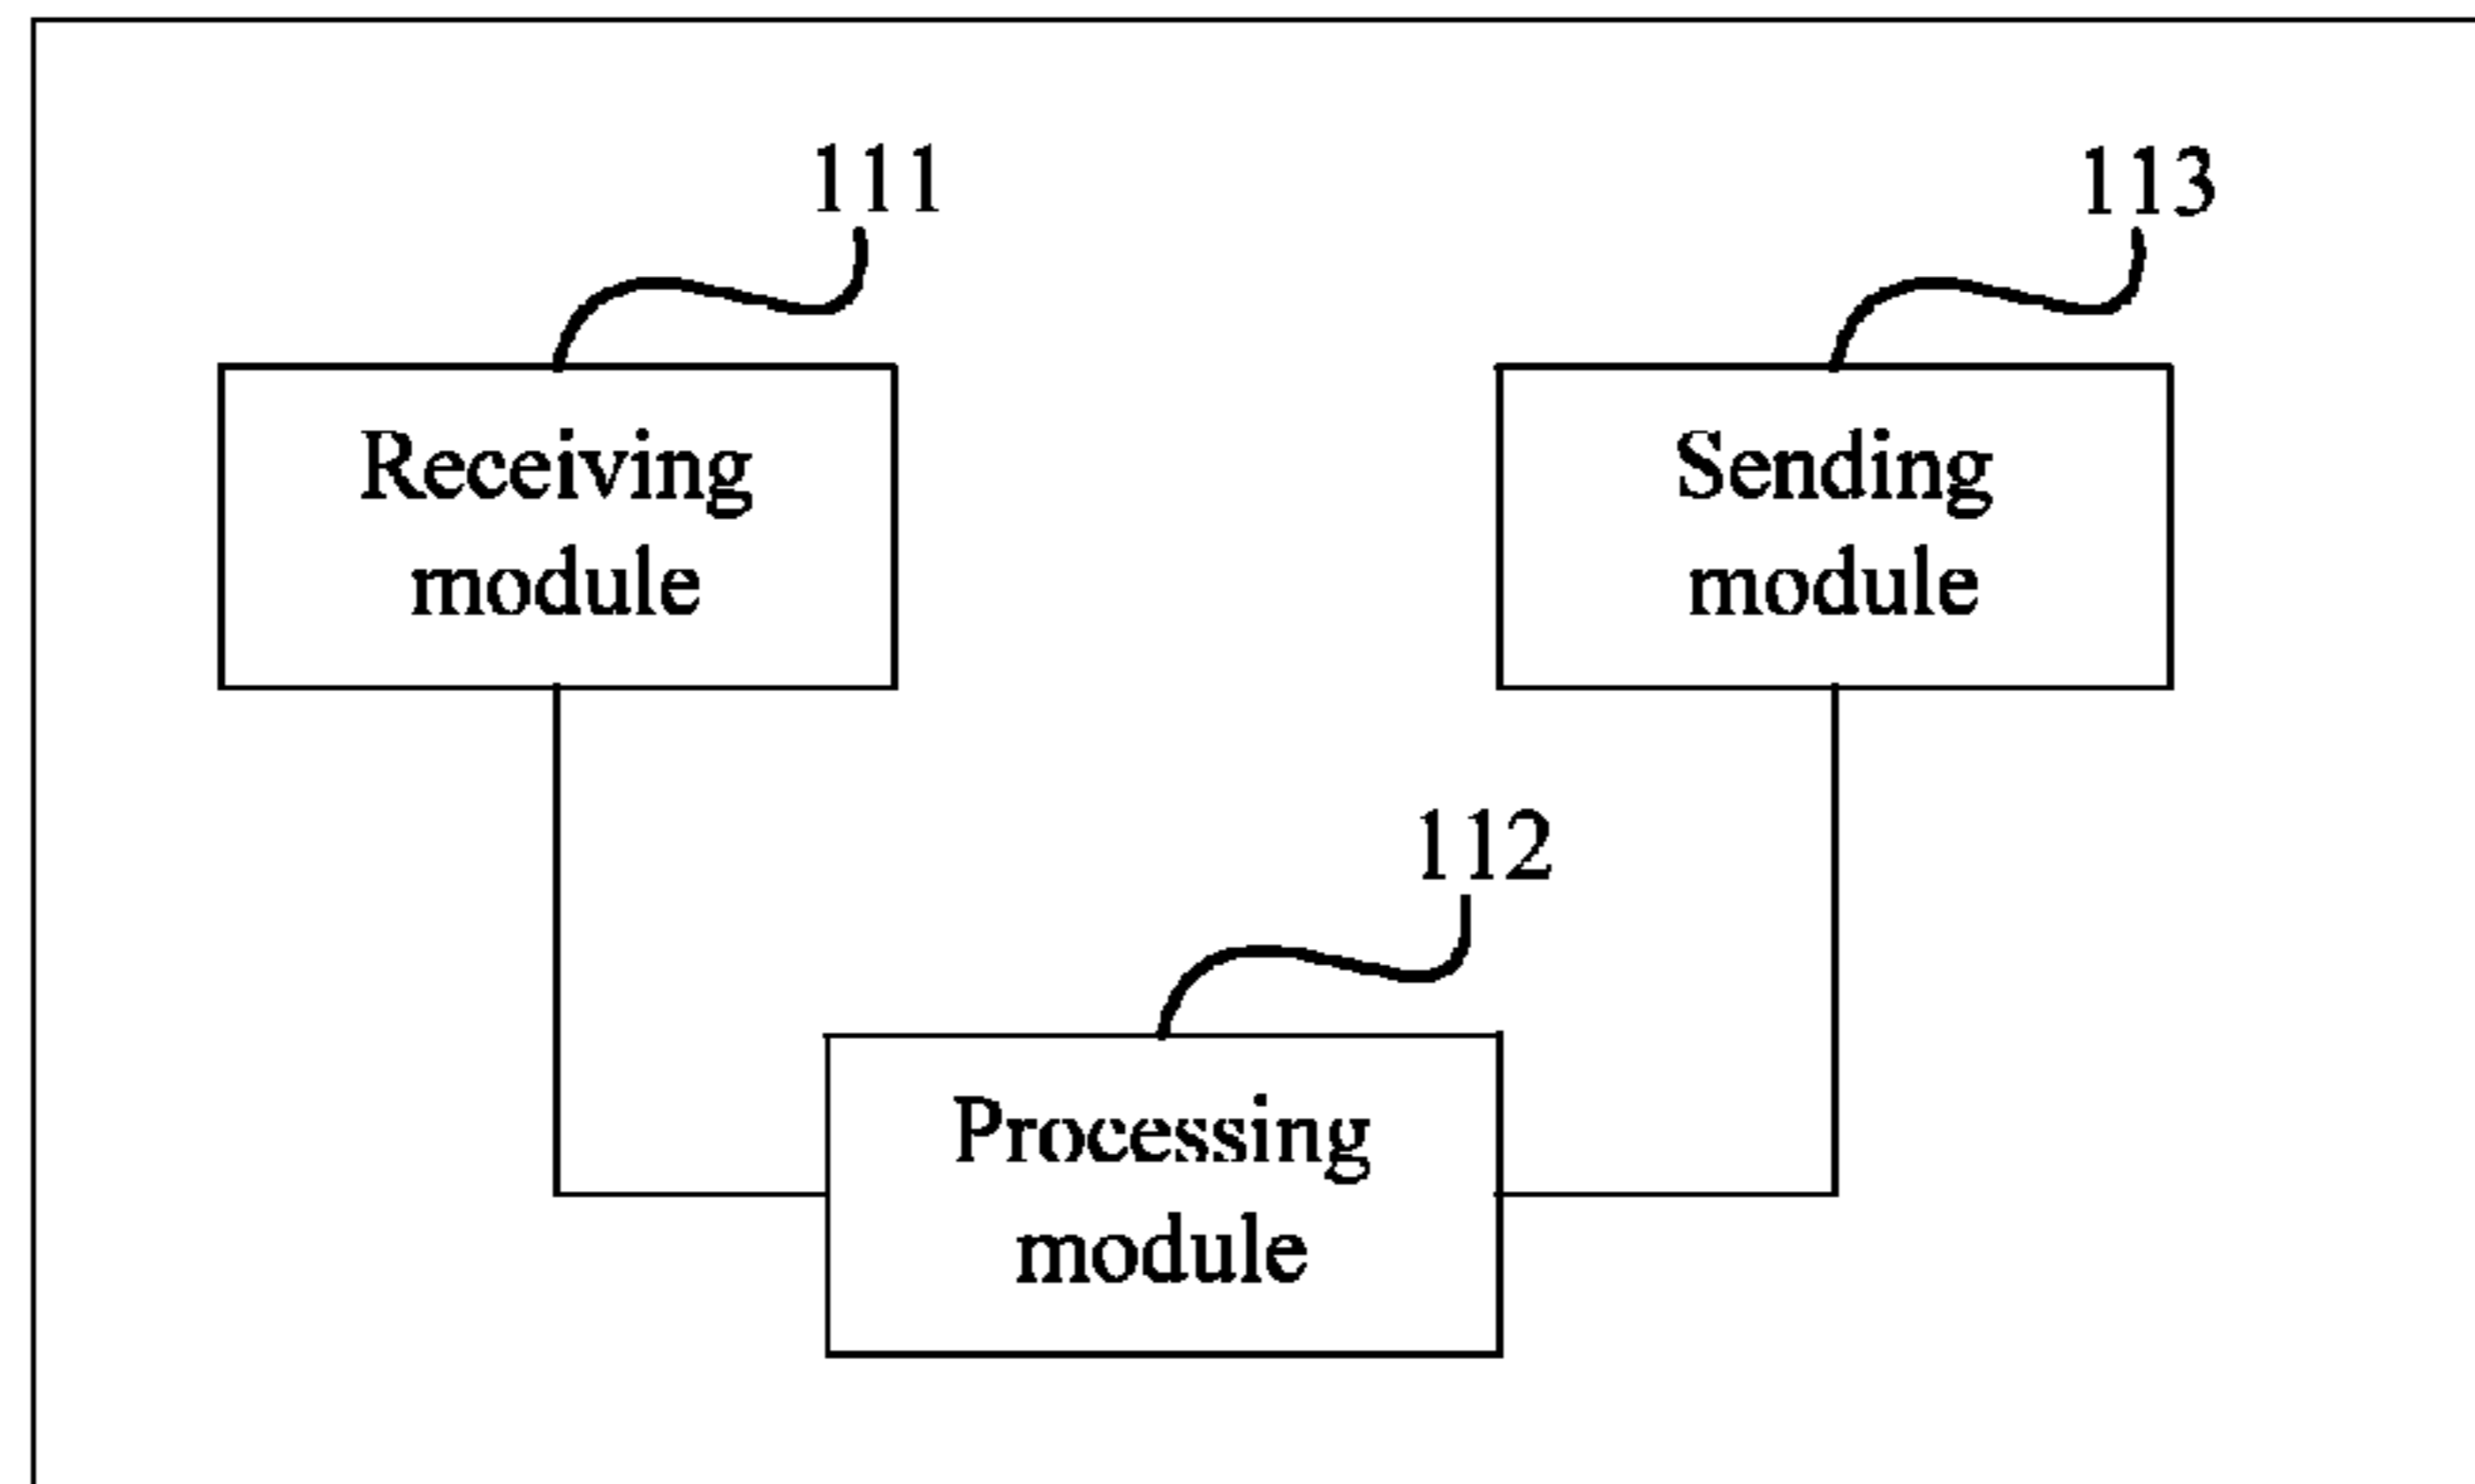 111
113
Receiving
module
Sending
module
112
Processing
module